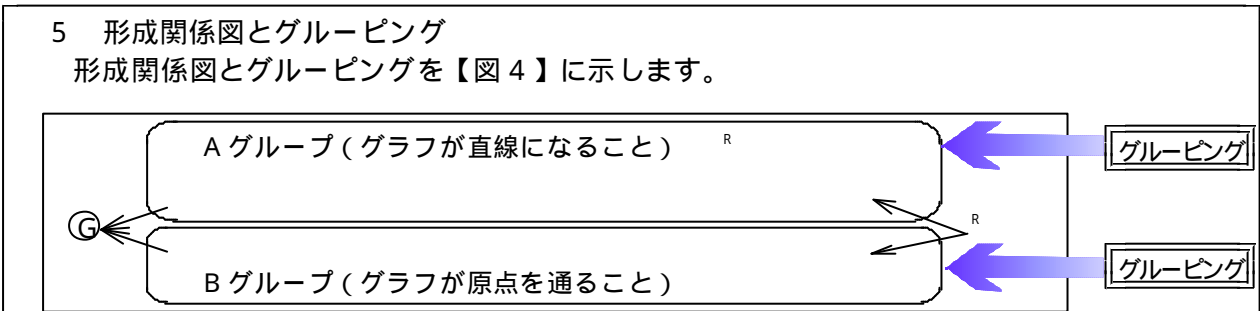 5 形成関係図とグルーピング
形成関係図とグルーピングを【図4】に示します。
Aグループ(グラフが直線になること) R
グルーピング
G
R
Bグループ(グラフが原点を通ること)
グルーピング